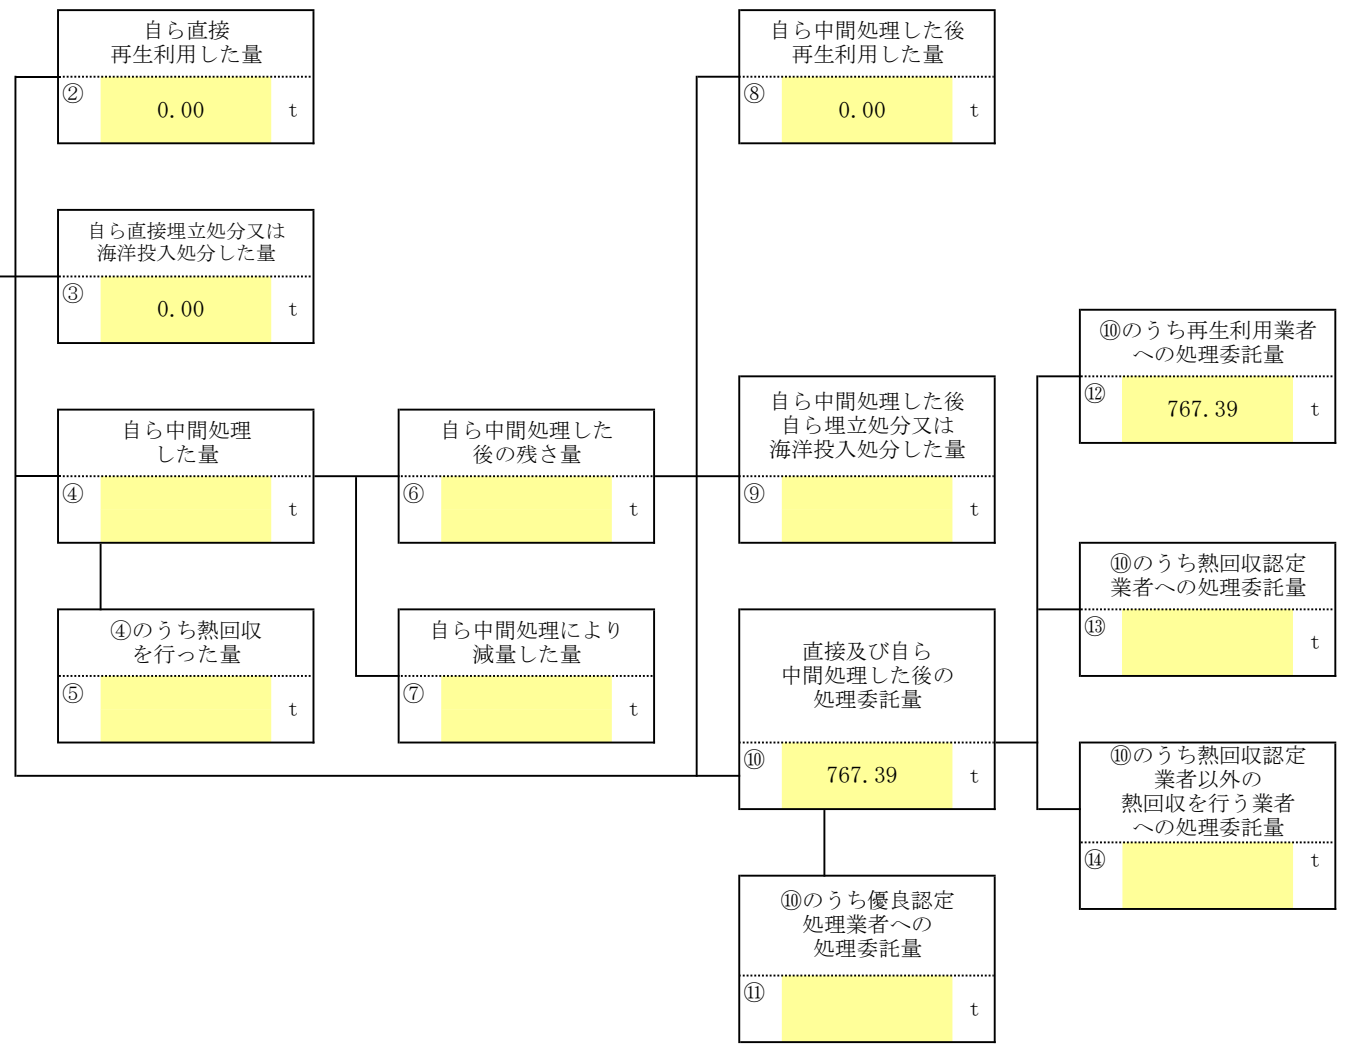 自ら直接
再生利用した量
②
0.00
t
自ら中間処理した後
再生利用した量
⑧
0.00
t
自ら直接埋立処分又は
海洋投入処分した量
③
0.00
t
⑩のうち再生利用業者
への処理委託量
⑫
767.39
t
自ら中間処理
した量
④
t
自ら中間処理した
後の残さ量
⑥
t
自ら中間処理した後
自ら埋立処分又は
海洋投入処分した量
⑨
t
⑩のうち熱回収認定
業者への処理委託量
⑬
t
④のうち熱回収
を行った量
⑤
t
自ら中間処理により
減量した量
⑦
t
直接及び自ら
中間処理した後の
処理委託量
⑩
767.39
t
⑩のうち熱回収認定
業者以外の
熱回収を行う業者
への処理委託量
⑭
t
⑩のうち優良認定
処理業者への
処理委託量
⑪
t